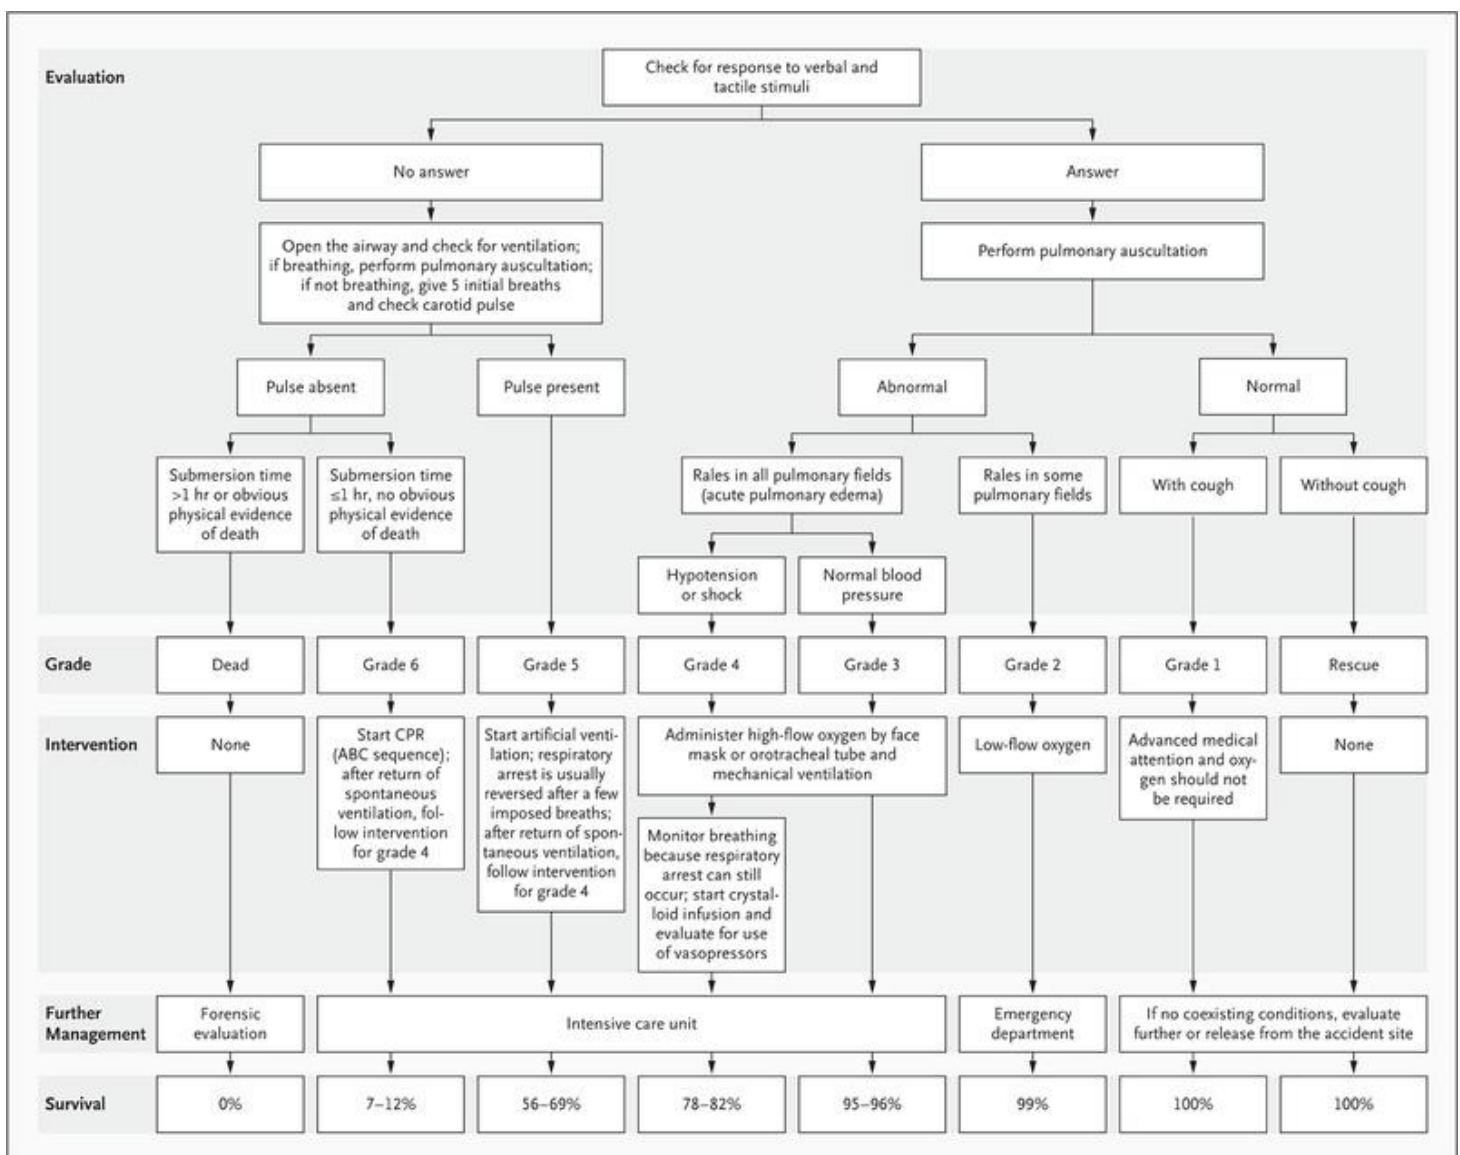 Evaluation
Check for response to verbal and
tactile stimuli
No answer
Answer
Open the airway and check for ventilation;
if breathing, perform pulmonary auscultation;
if not breathing, give 5 initial breaths
and check carotid pulse
Perform pulmonary auscultation
Pulse absent
Pulse present
Abnormal
Normal
Submersion time
>1 hr or obvious
physical evidence
of death
Submersion time
≤1 hr, no obvious
physical evidence
of death
Rales in all pulmonary fields
(acute pulmonary edema)
Rales in some
pulmonary fields
With cough
Without cough
Hypotension
or shock
Normal blood
pressure
Grade
Dead
Grade 6
Grade 5
Grade 4
Grade 3
Grade 2
Grade 1
Rescue
Intervention
None
Start CPR
(ABC sequence);
after return of
spontaneous
ventilation, fol-
low intervention
for grade 4
Start artificial venti-
lation; respiratory
arrest is usually
reversed after a few
imposed breaths;
after return of spon-
taneous ventilation,
follow intervention
for grade 4
Administer high-flow oxygen by face
mask or orotracheal tube and
mechanical ventilation
Monitor breathing
because respiratory
arrest can still
occur; start crystal-
loid infusion and
evaluate for use
of vasopressors
Low-flow oxygen
Advanced medical
attention and oxy-
gen should not
be required
None
Further
Management
Forensic
evaluation
Intensive care unit
Emergency
department
If no coexisting conditions, evaluate
further or release from the accident site
Survival
0%
7–12%
56–69%
78–82%
95–96%
99%
100%
100%